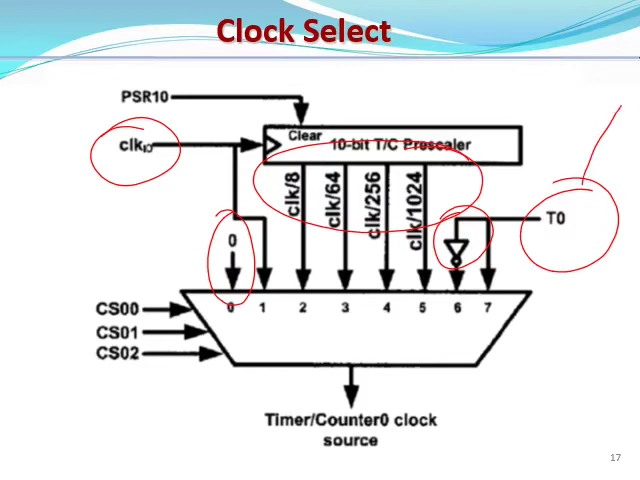 Clock Select
PSR10
Clear
clkIO
10-bit T/C Prescaler
clk/8
clk/64
clk/256
clk/1024
T0
0
0 1 2 3 4 5 6 7
CS00
CS01
CS02
Timer/Counter0 clock
source
17